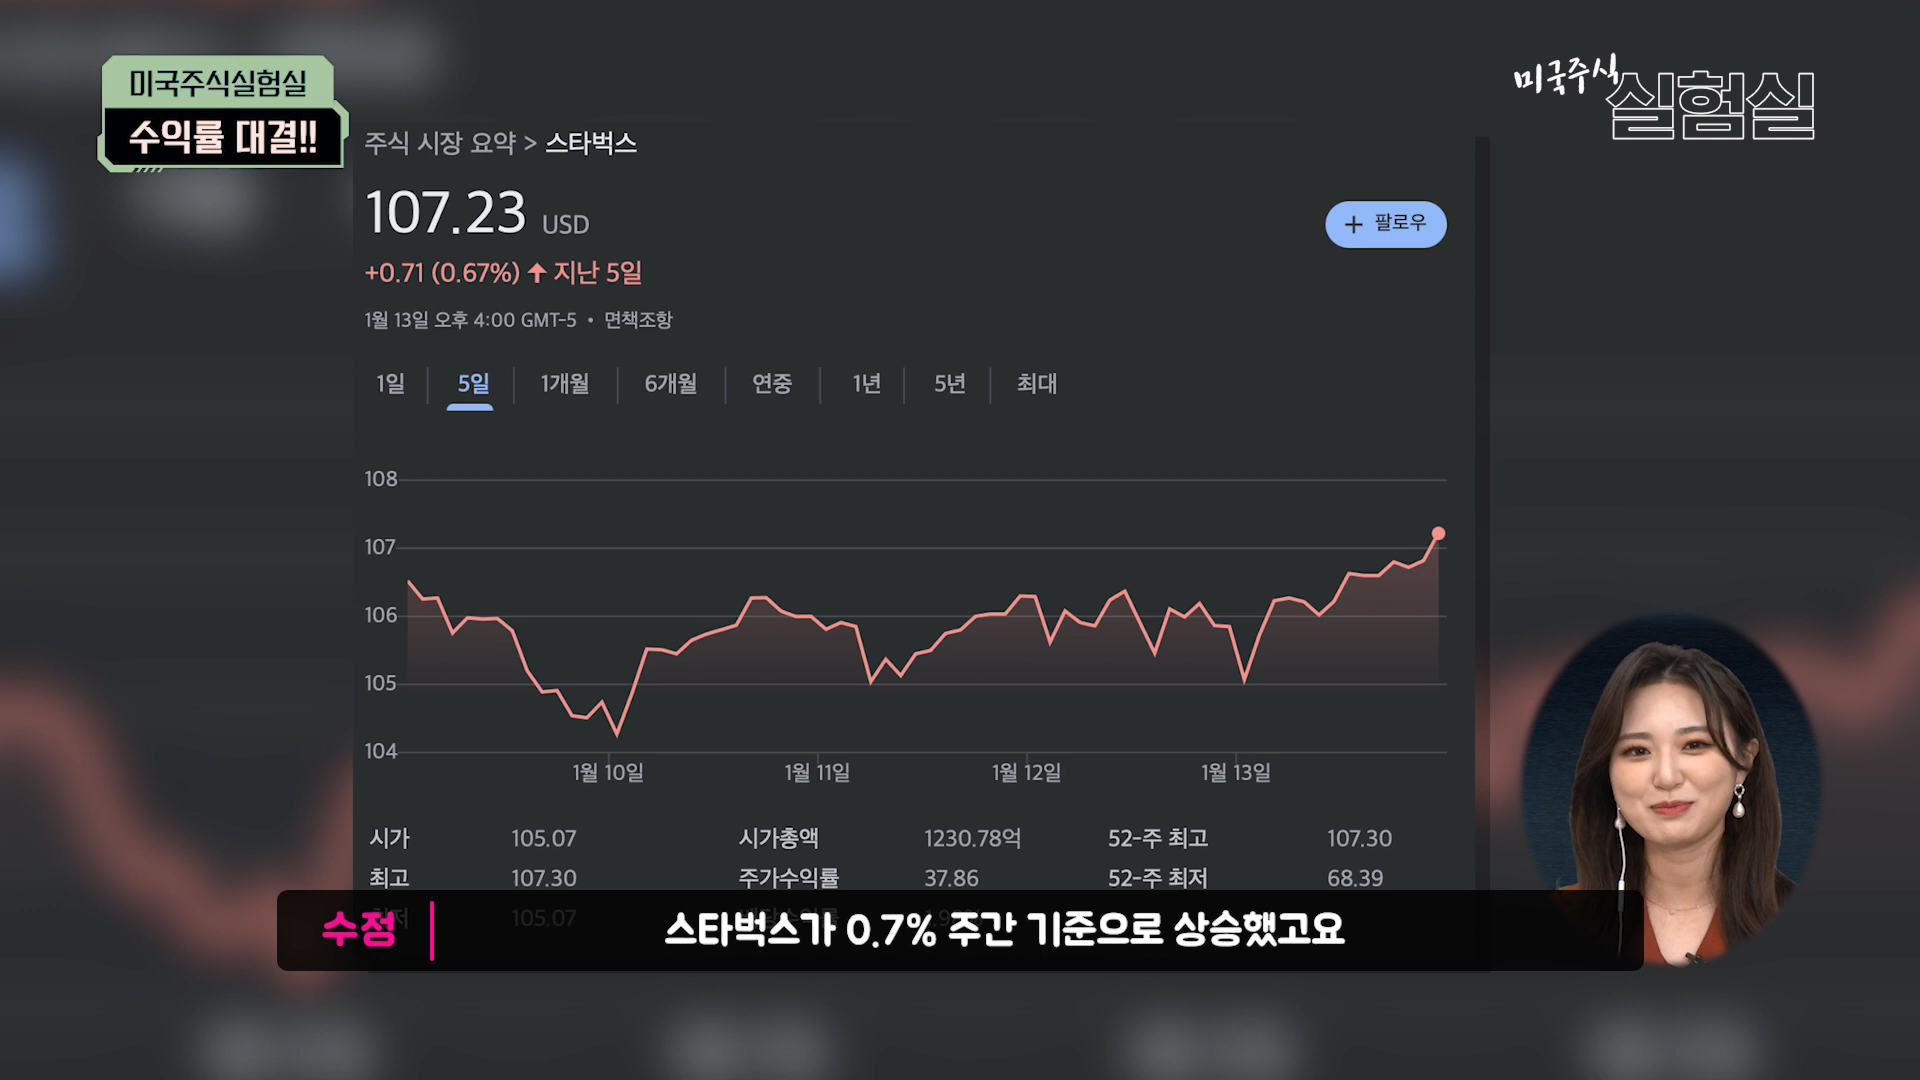 미국주식실험실
수익률 대결!!
미국주식 실험실
주식 시장 요약 > 스타벅스
107.23 USD
+ 팔로우
+0.71 (0.67%) ↑ 지난 5일
1월 13일 오후 4:00 GMT-5 • 면책조항
1일 5일 1개월 6개월 연중 1년 5년 최대
108
107
106
105
104
1월 10일 1월 11일 1월 12일 1월 13일
시가 105.07 시가총액 1230.78억 52-주 최고 107.30
최고 107.30 주가수익률 37.86 52-주 최저 68.39
105.07
수정 스타벅스가 0.7% 주간 기준으로 상승했고요